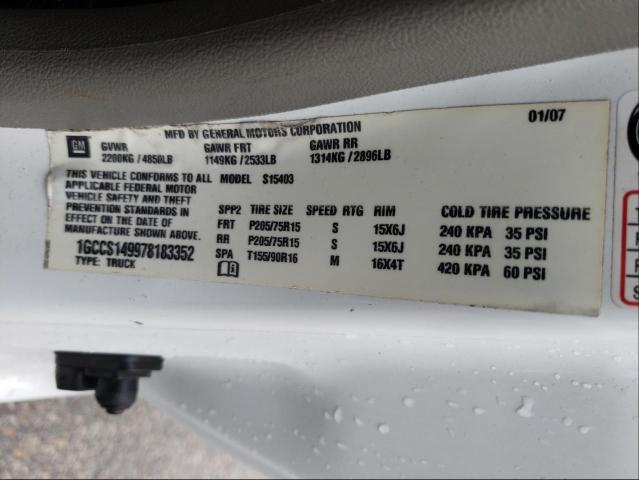 MFD BY GENERAL MOTORS CORPORATION 01/07
GM GVWR GAWR FRT GAWR RR
2200KG / 4850LB 1149KG / 2533LB 1314KG / 2896LB
THIS VEHICLE CONFORMS TO ALL MODEL S15403
APPLICABLE FEDERAL MOTOR
VEHICLE SAFETY AND THEFT
PREVENTION STANDARDS IN
EFFECT ON THE DATE OF
MANUFACTURE SHOWN ABOVE.
1GCCS149978183352
TYPE: TRUCK
SPP2 TIRE SIZE SPEED RTG RIM COLD TIRE PRESSURE
FRT P205/75R15 S 15X6J 240 KPA 35 PSI
RR P205/75R15 S 15X6J 240 KPA 35 PSI
SPA T155/90R16 M 16X4T 420 KPA 60 PSI